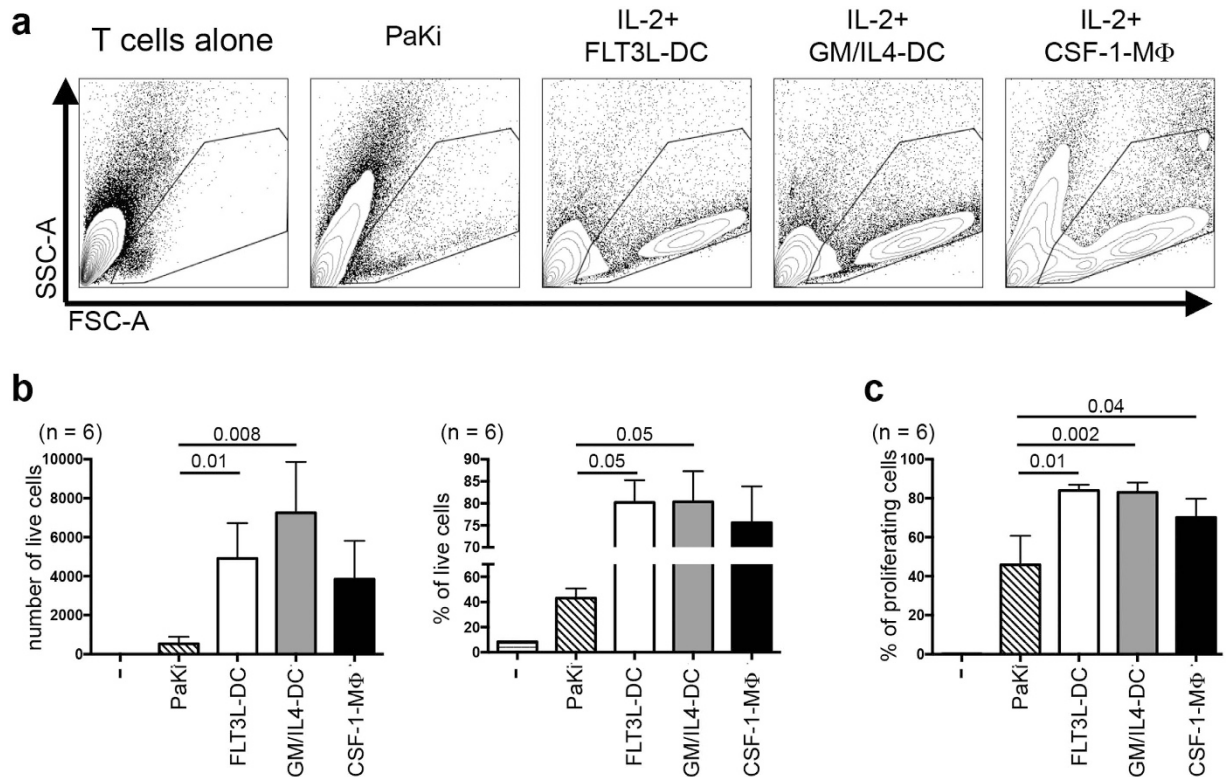 a
T cells alone
PaKi
IL-2+
FLT3L-DC
IL-2+
GM/IL4-DC
IL-2+
CSF-1-MΦ
SSC-A
FSC-A
b
(n = 6)
0.008
0.01
number of live cells
10000
8000
6000
4000
2000
0
-
PaKi
FLT3L-DC
GM/IL4-DC
CSF-1-MΦ
(n = 6)
0.05
0.05
% of live cells
90
85
80
75
70
60
40
20
0
-
PaKi
FLT3L-DC
GM/IL4-DC
CSF-1-MΦ
c
(n = 6)
0.04
0.002
0.01
% of proliferating cells
100
80
60
40
20
0
-
PaKi
FLT3L-DC
GM/IL4-DC
CSF-1-MΦ